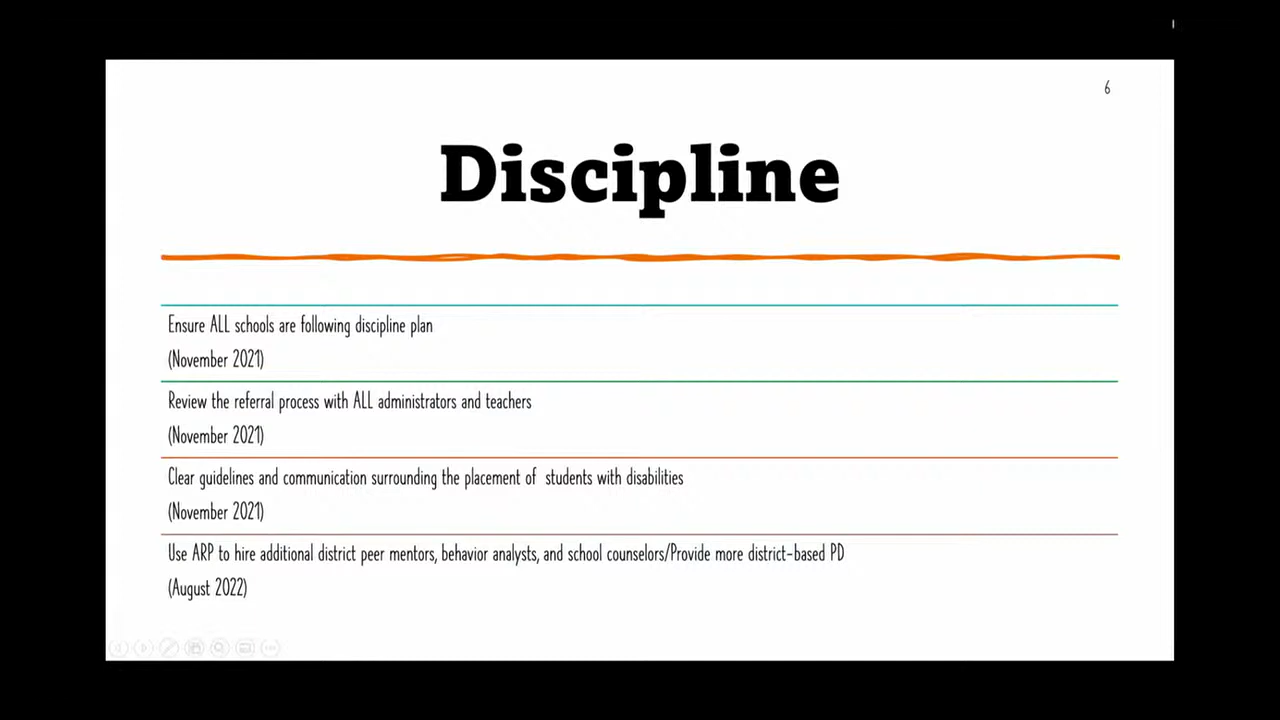 6
Discipline
Ensure ALL schools are following discipline plan
(November 2021)
Review the referral process with ALL administrators and teachers
(November 2021)
Clear guidelines and communication surrounding the placement of  students with disabilities
(November 2021)
Use ARP to hire additional district peer mentors, behavior analysts, and school counselors/Provide more district-based PD
(August 2022)